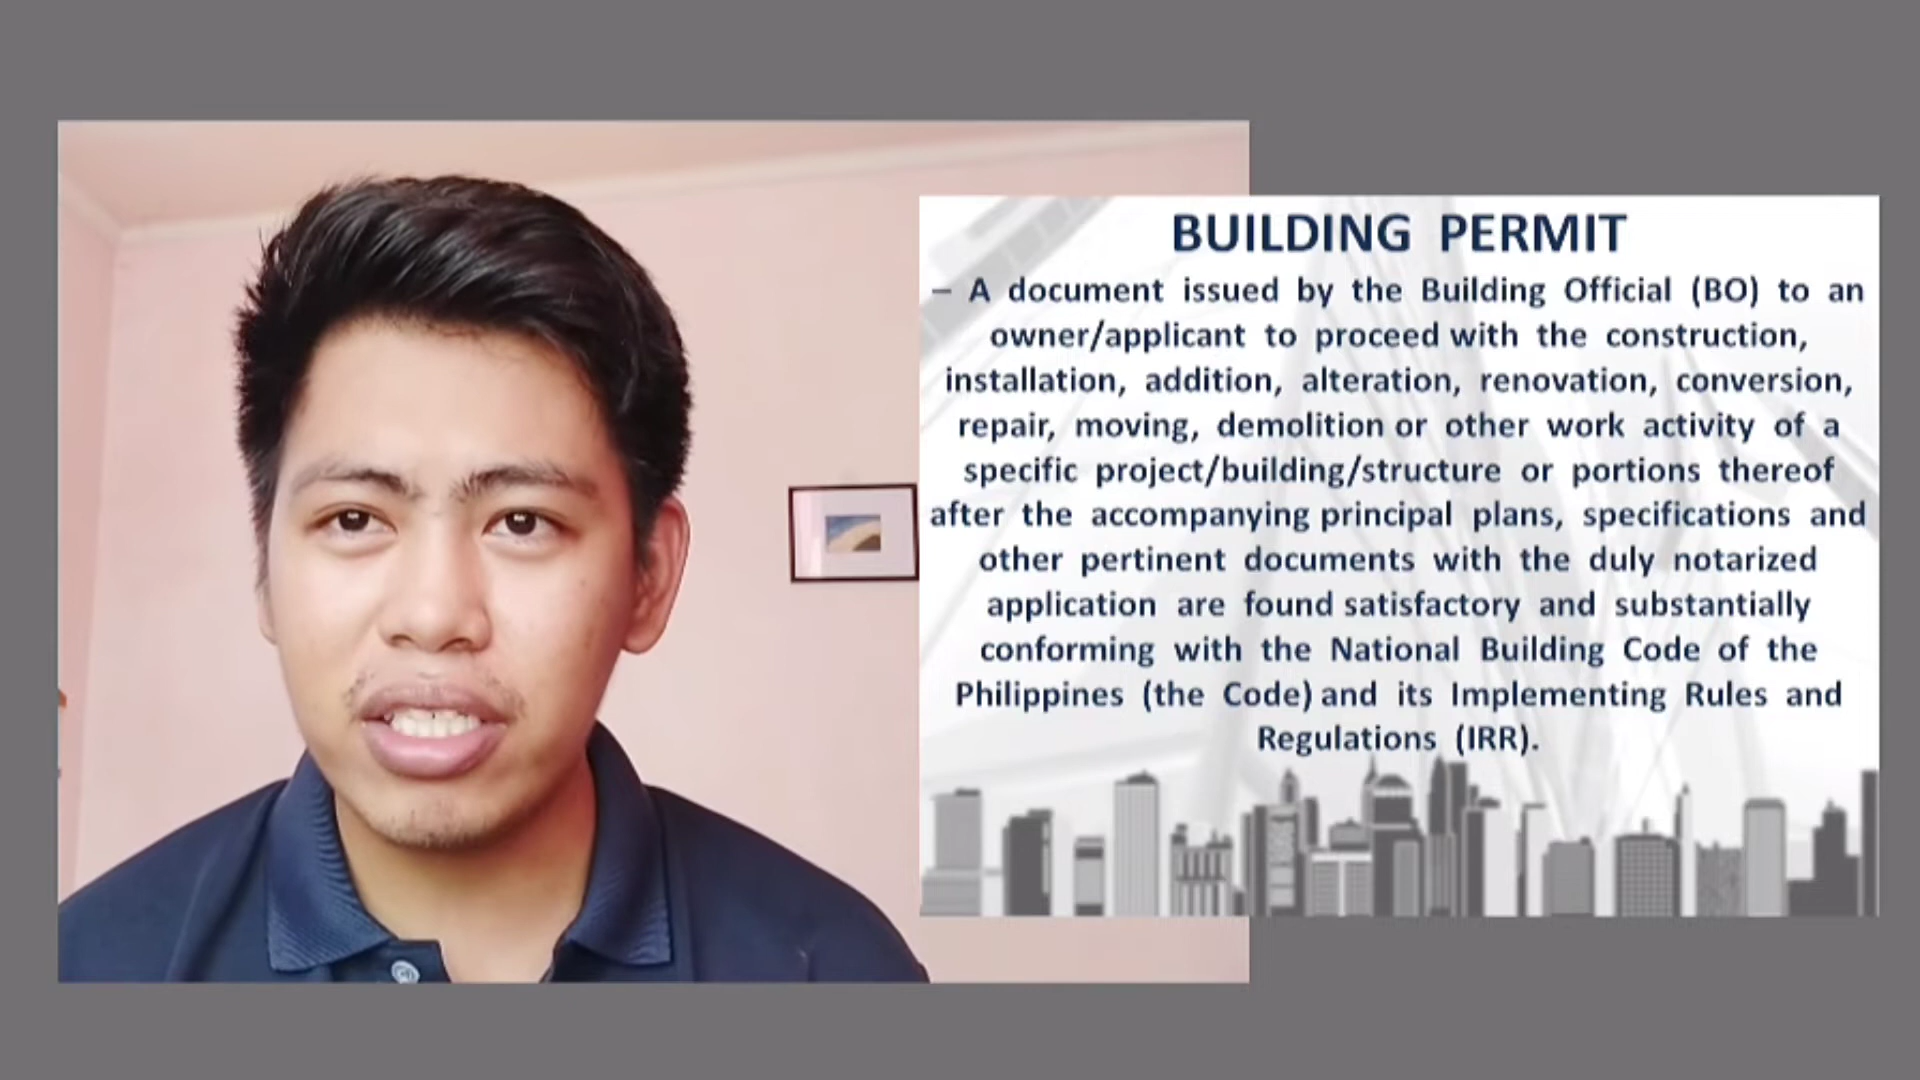 BUILDING PERMIT
– A document issued by the Building Official (BO) to an
owner/applicant to proceed with the construction,
installation, addition, alteration, renovation, conversion,
repair, moving, demolition or other work activity of a
specific project/building/structure or portions thereof
after the accompanying principal plans, specifications and
other pertinent documents with the duly notarized
application are found satisfactory and substantially
conforming with the National Building Code of the
Philippines (the Code) and its Implementing Rules and
Regulations (IRR).